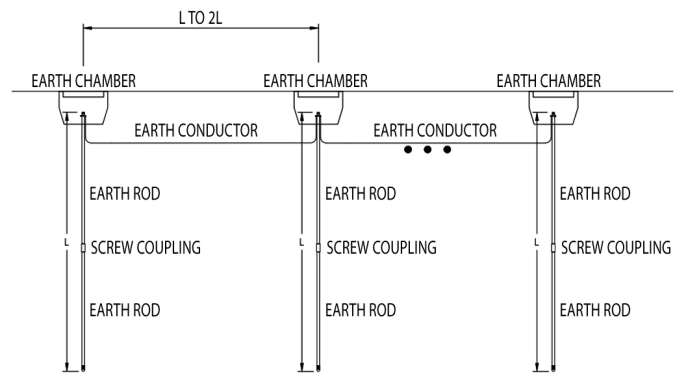 L TO 2L
EARTH CHAMBER EARTH CHAMBER EARTH CHAMBER
EARTH CONDUCTOR EARTH CONDUCTOR
EARTH ROD EARTH ROD EARTH ROD
L SCREW COUPLING L SCREW COUPLING L SCREW COUPLING
EARTH ROD EARTH ROD EARTH ROD